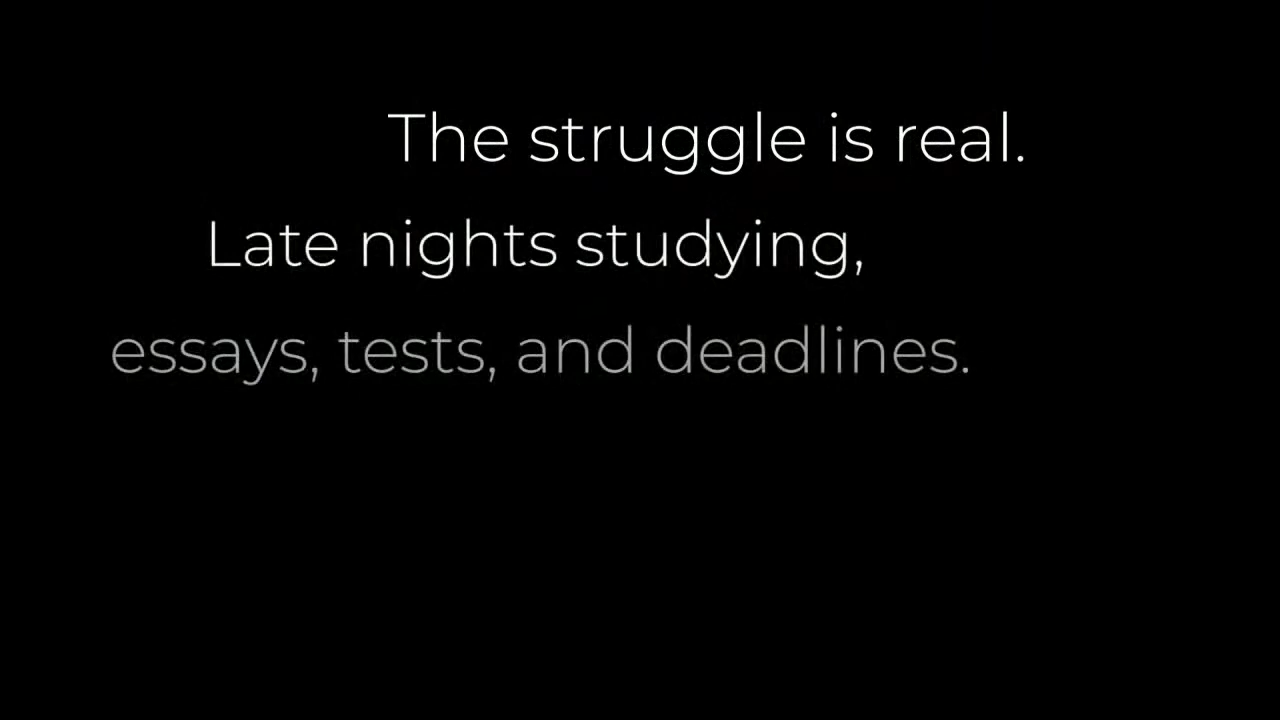 The struggle is real.
Late nights studying,
essays, tests, and deadlines.